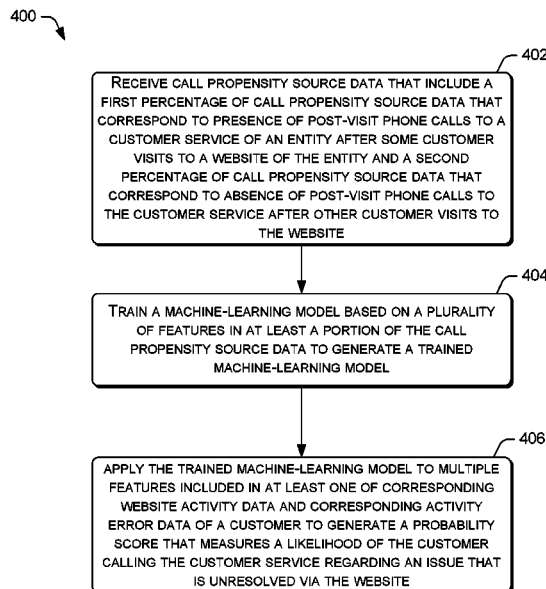 400
402
RECEIVE CALL PROPENSITY SOURCE DATA THAT INCLUDE A
FIRST PERCENTAGE OF CALL PROPENSITY SOURCE DATA THAT
CORRESPOND TO PRESENCE OF POST-VISIT PHONE CALLS TO A
CUSTOMER SERVICE OF AN ENTITY AFTER SOME CUSTOMER
VISITS TO A WEBSITE OF THE ENTITY AND A SECOND
PERCENTAGE OF CALL PROPENSITY SOURCE DATA THAT
CORRESPOND TO ABSENCE OF POST-VISIT PHONE CALLS TO
THE CUSTOMER SERVICE AFTER OTHER CUSTOMER VISITS TO
THE WEBSITE
404
TRAIN A MACHINE-LEARNING MODEL BASED ON A PLURALITY
OF FEATURES IN AT LEAST A PORTION OF THE CALL
PROPENSITY SOURCE DATA TO GENERATE A TRAINED
MACHINE-LEARNING MODEL
406
APPLY THE TRAINED MACHINE-LEARNING MODEL TO MULTIPLE
FEATURES INCLUDED IN AT LEAST ONE OF CORRESPONDING
WEBSITE ACTIVITY DATA AND CORRESPONDING ACTIVITY
ERROR DATA OF A CUSTOMER TO GENERATE A PROBABILITY
SCORE THAT MEASURES A LIKELIHOOD OF THE CUSTOMER
CALLING THE CUSTOMER SERVICE REGARDING AN ISSUE THAT
IS UNRESOLVED VIA THE WEBSITE